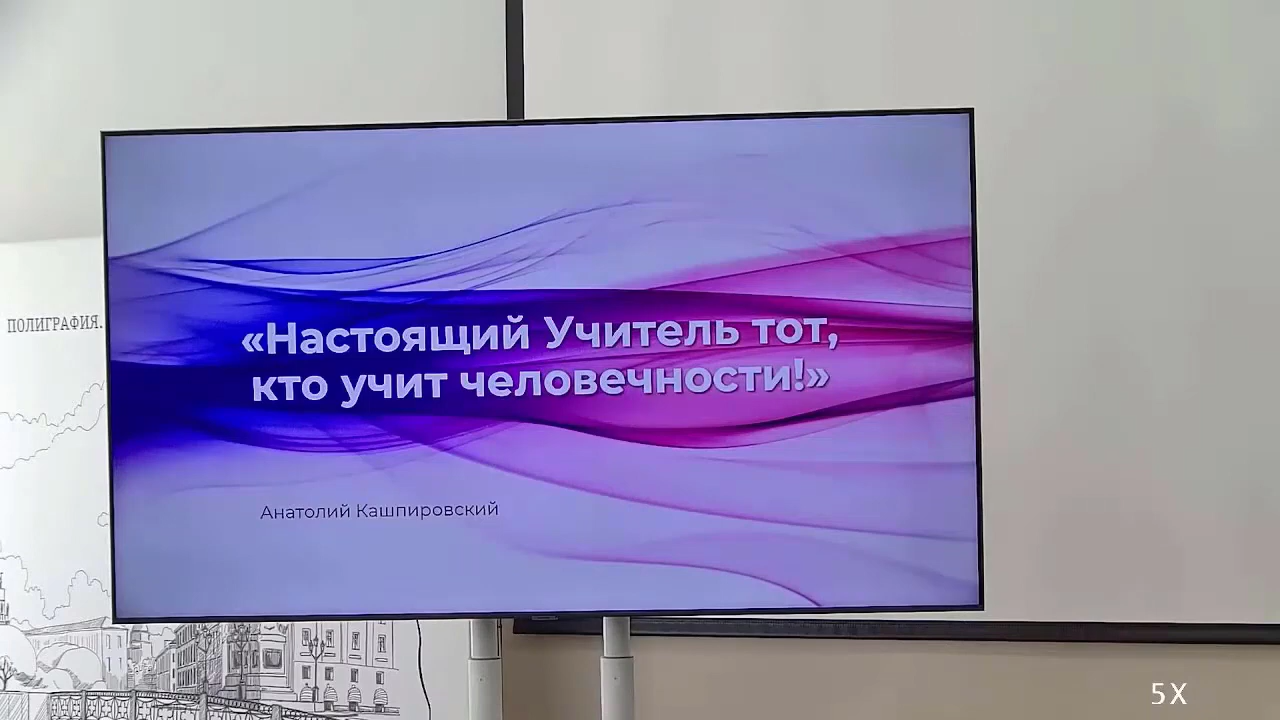 ПОЛИГРАФИЯ.
«Настоящий Учитель тот,
кто учит человечности!»
Анатолий Кашпировский
5X